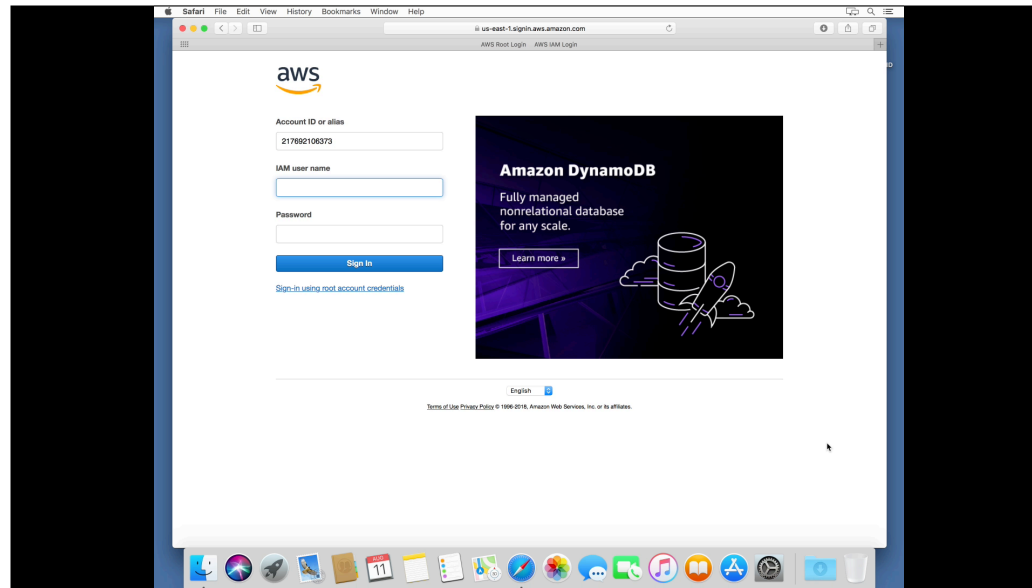 Safari File Edit View History Bookmarks Window Help
us-east-1.signin.aws.amazon.com
AWS Root Login AWS IAM Login
aws
Account ID or alias
217692106373
IAM user name
Password
Sign In
Sign-in using root account credentials
Amazon DynamoDB
Fully managed
nonrelational database
for any scale.
Learn more »
English
Terms of Use Privacy Policy © 1996-2018, Amazon Web Services, Inc. or its affiliates.
AUG
11